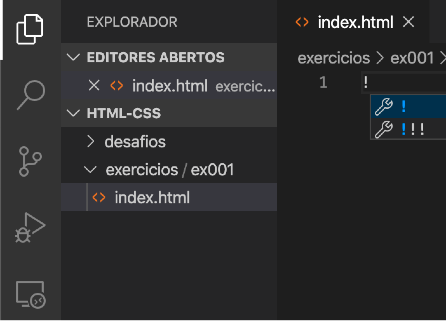 EXPLORADOR
EDITORES ABERTOS
index.html exercic...
HTML-CSS
desafios
exercicios / ex001
index.html
index.html
exercicios > ex001 >
1 !
!
!!!